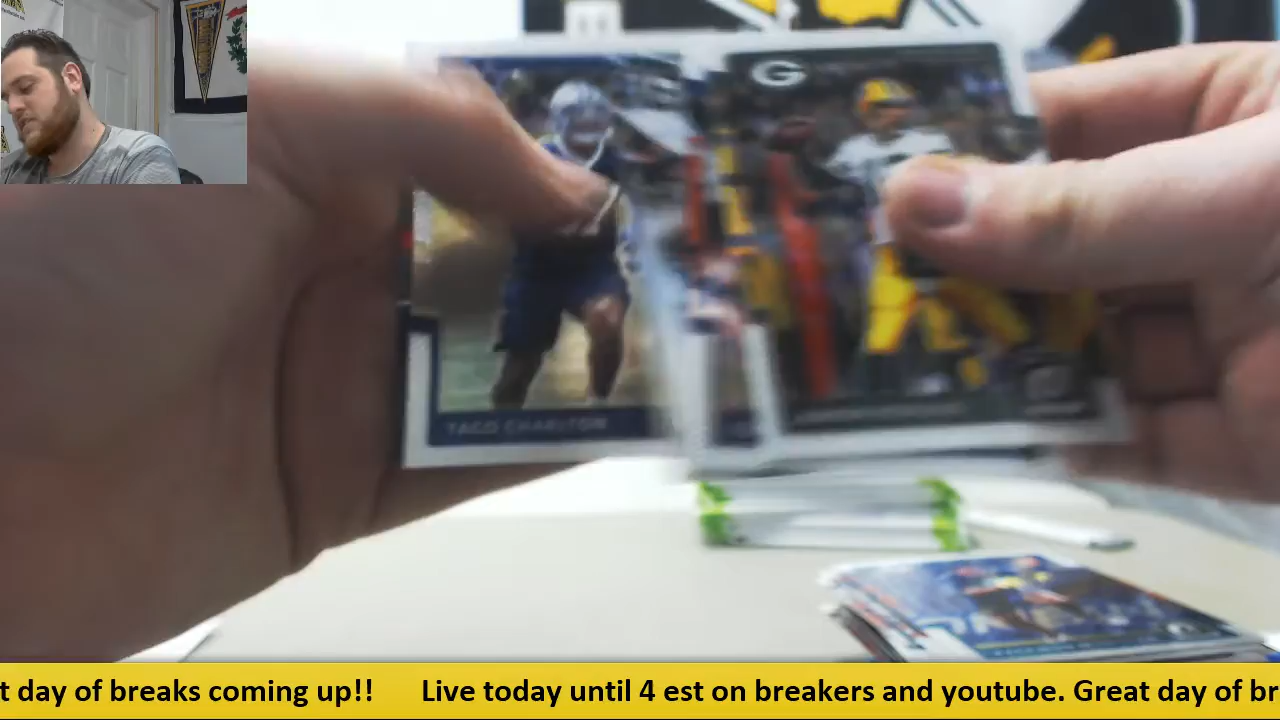 G
TACO CHARLTON
t day of breaks coming up!! Live today until 4 est on breakers and youtube. Great day of br